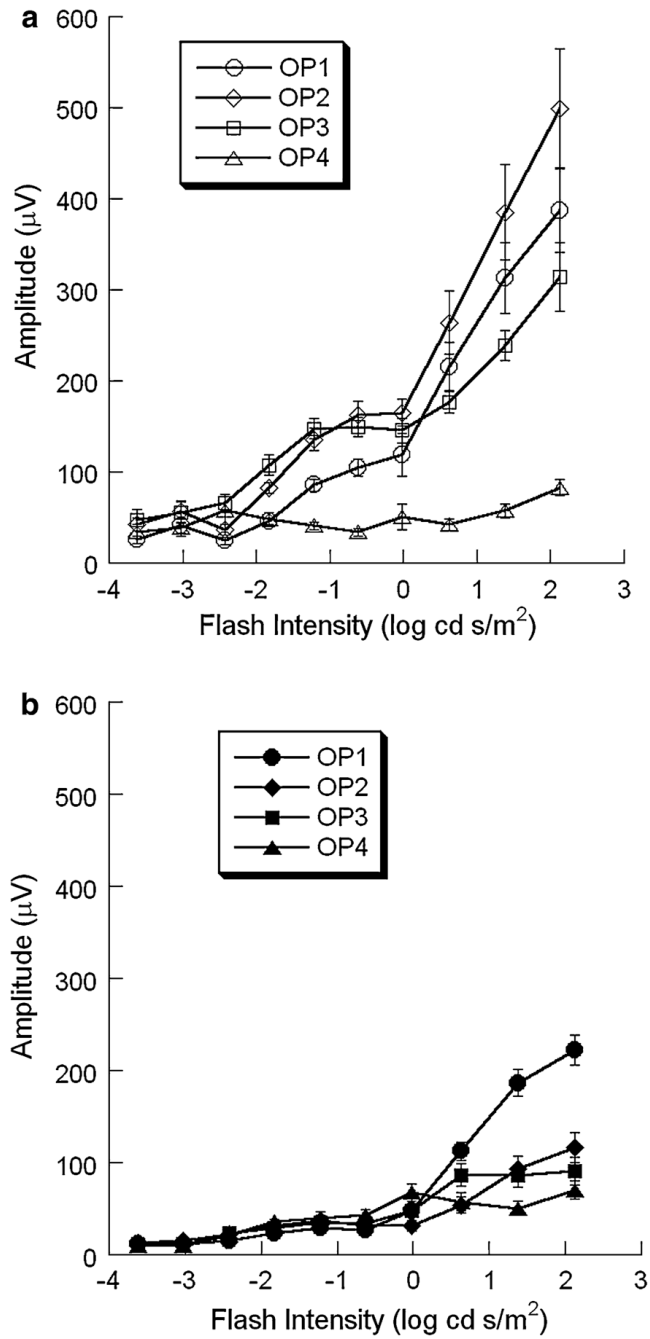 a
600
500
400
300
200
100
0
Amplitude (μV)
OP1
OP2
OP3
OP4
-4 -3 -2 -1 0 1 2 3
Flash Intensity (log cd s/m²)
b
600
500
400
300
200
100
0
Amplitude (μV)
OP1
OP2
OP3
OP4
-4 -3 -2 -1 0 1 2 3
Flash Intensity (log cd s/m²)